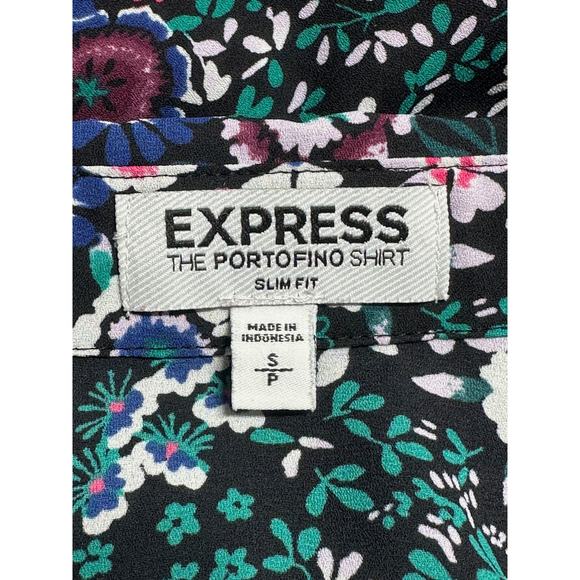 EXPRESS
THE PORTOFINO SHIRT
SLIM FIT
MADE IN
INDONESIA
S
P